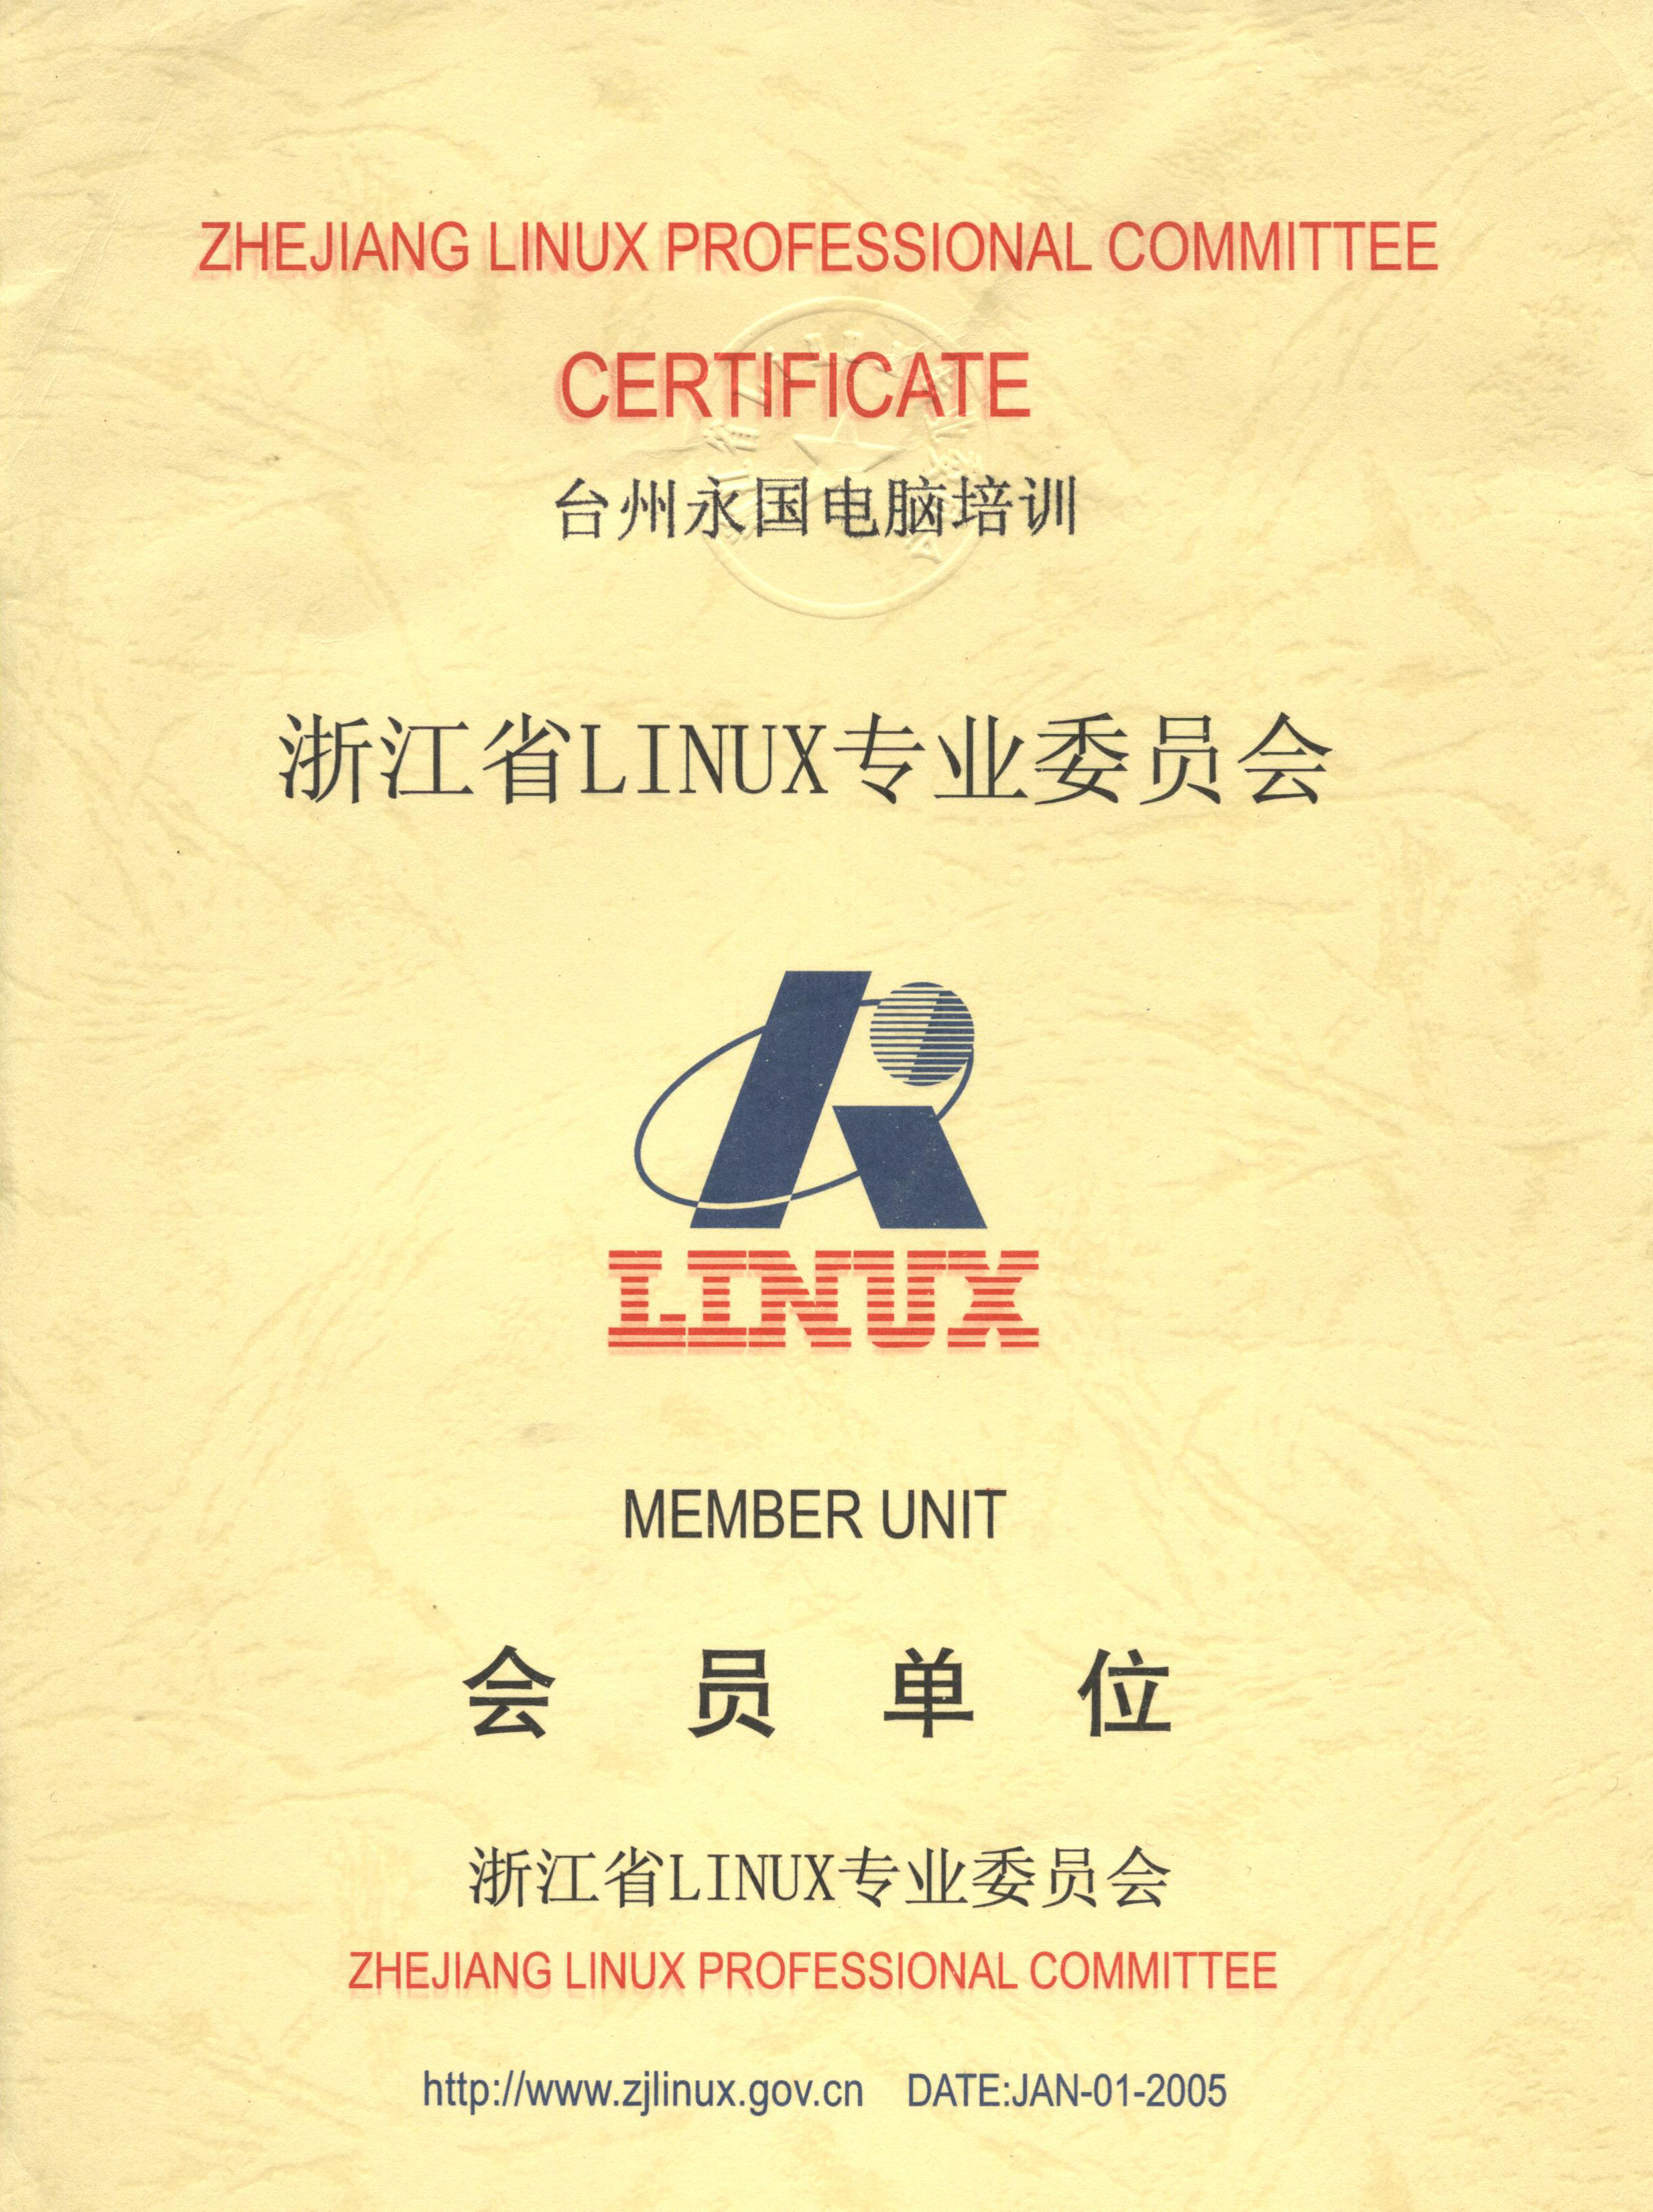 ZHEJIANG LINUX PROFESSIONAL COMMITTEE
CERTIFICATE
台州永国电脑培训
浙江省LINUX专业委员会
LINUX
MEMBER UNIT
会 员 单 位
浙江省LINUX专业委员会
ZHEJIANG LINUX PROFESSIONAL COMMITTEE
http://www.zjlinux.gov.cn DATE:JAN-01-2005